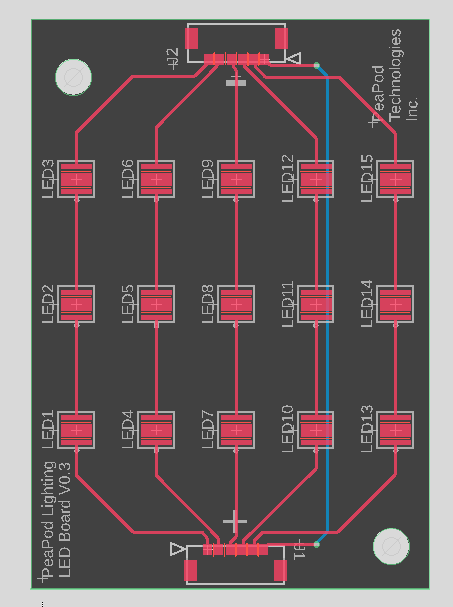 J2
PeaPod
Technologies
Inc.
LED3
LED6
LED9
LED12
LED15
LED2
LED5
LED8
LED11
LED14
LED1
LED4
LED7
LED10
LED13
PeaPod Lighting
LED Board V0.3
J1